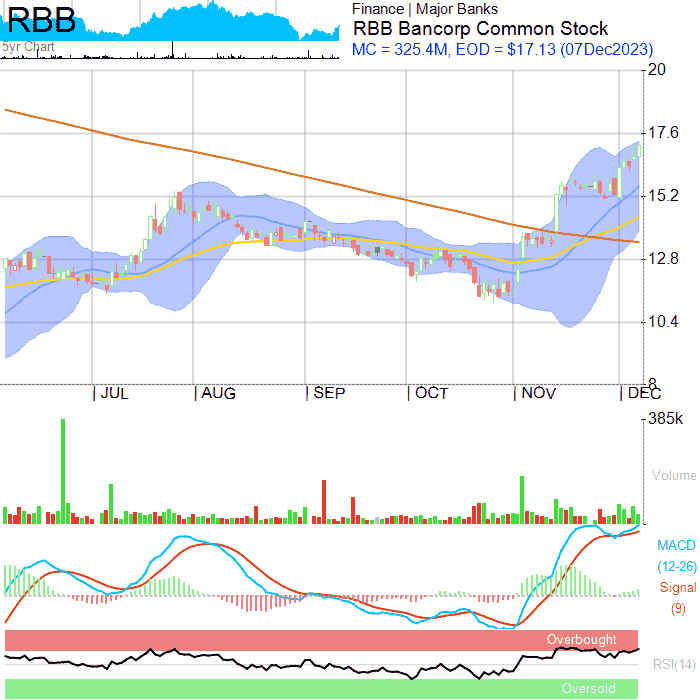 RBB
5yr Chart
Finance | Major Banks
RBB Bancorp Common Stock
MC = 325.4M, EOD = $17.13 (07Dec2023)
20
17.6
15.2
12.8
10.4
8
JUL AUG SEP OCT NOV DEC
385k
Volume
MACD
(12-26)
Signal
(9)
Overbought
RSI(14)
Oversold